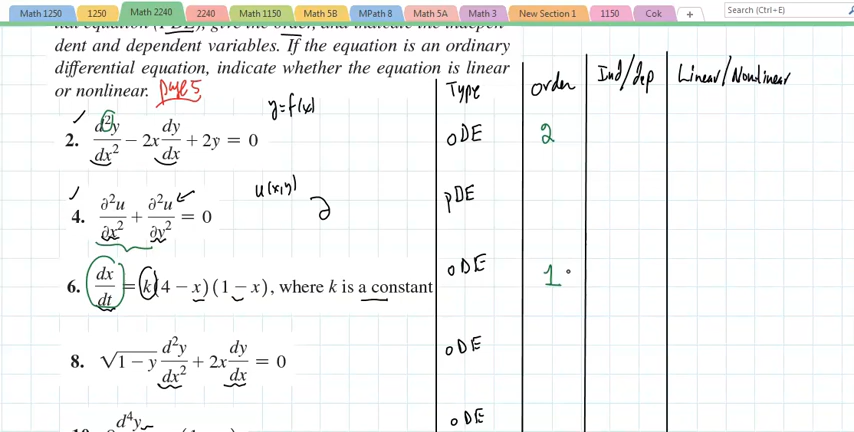 Math 1250 1250 Math 2240 2240 Math 1150 Math 5B MPath 8 Math 5A Math 3 New Section 1 1150 Cok + Search (Ctrl+E)
dent and dependent variables. If the equation is an ordinary
differential equation, indicate whether the equation is linear
or nonlinear. page 5
Type order Ind/dep Linear/Nonlinear
y=f(x)
2. d²y/dx² − 2x dy/dx + 2y = 0 ODE 2
u(x,y) ∂
4. ∂²u/∂x² + ∂²u/∂y² = 0 PDE
6. dx/dt = k(4 − x)(1 − x), where k is a constant ODE 1
8. √1 − y d²y/dx² + 2x dy/dx = 0 ODE
d⁴y ODE